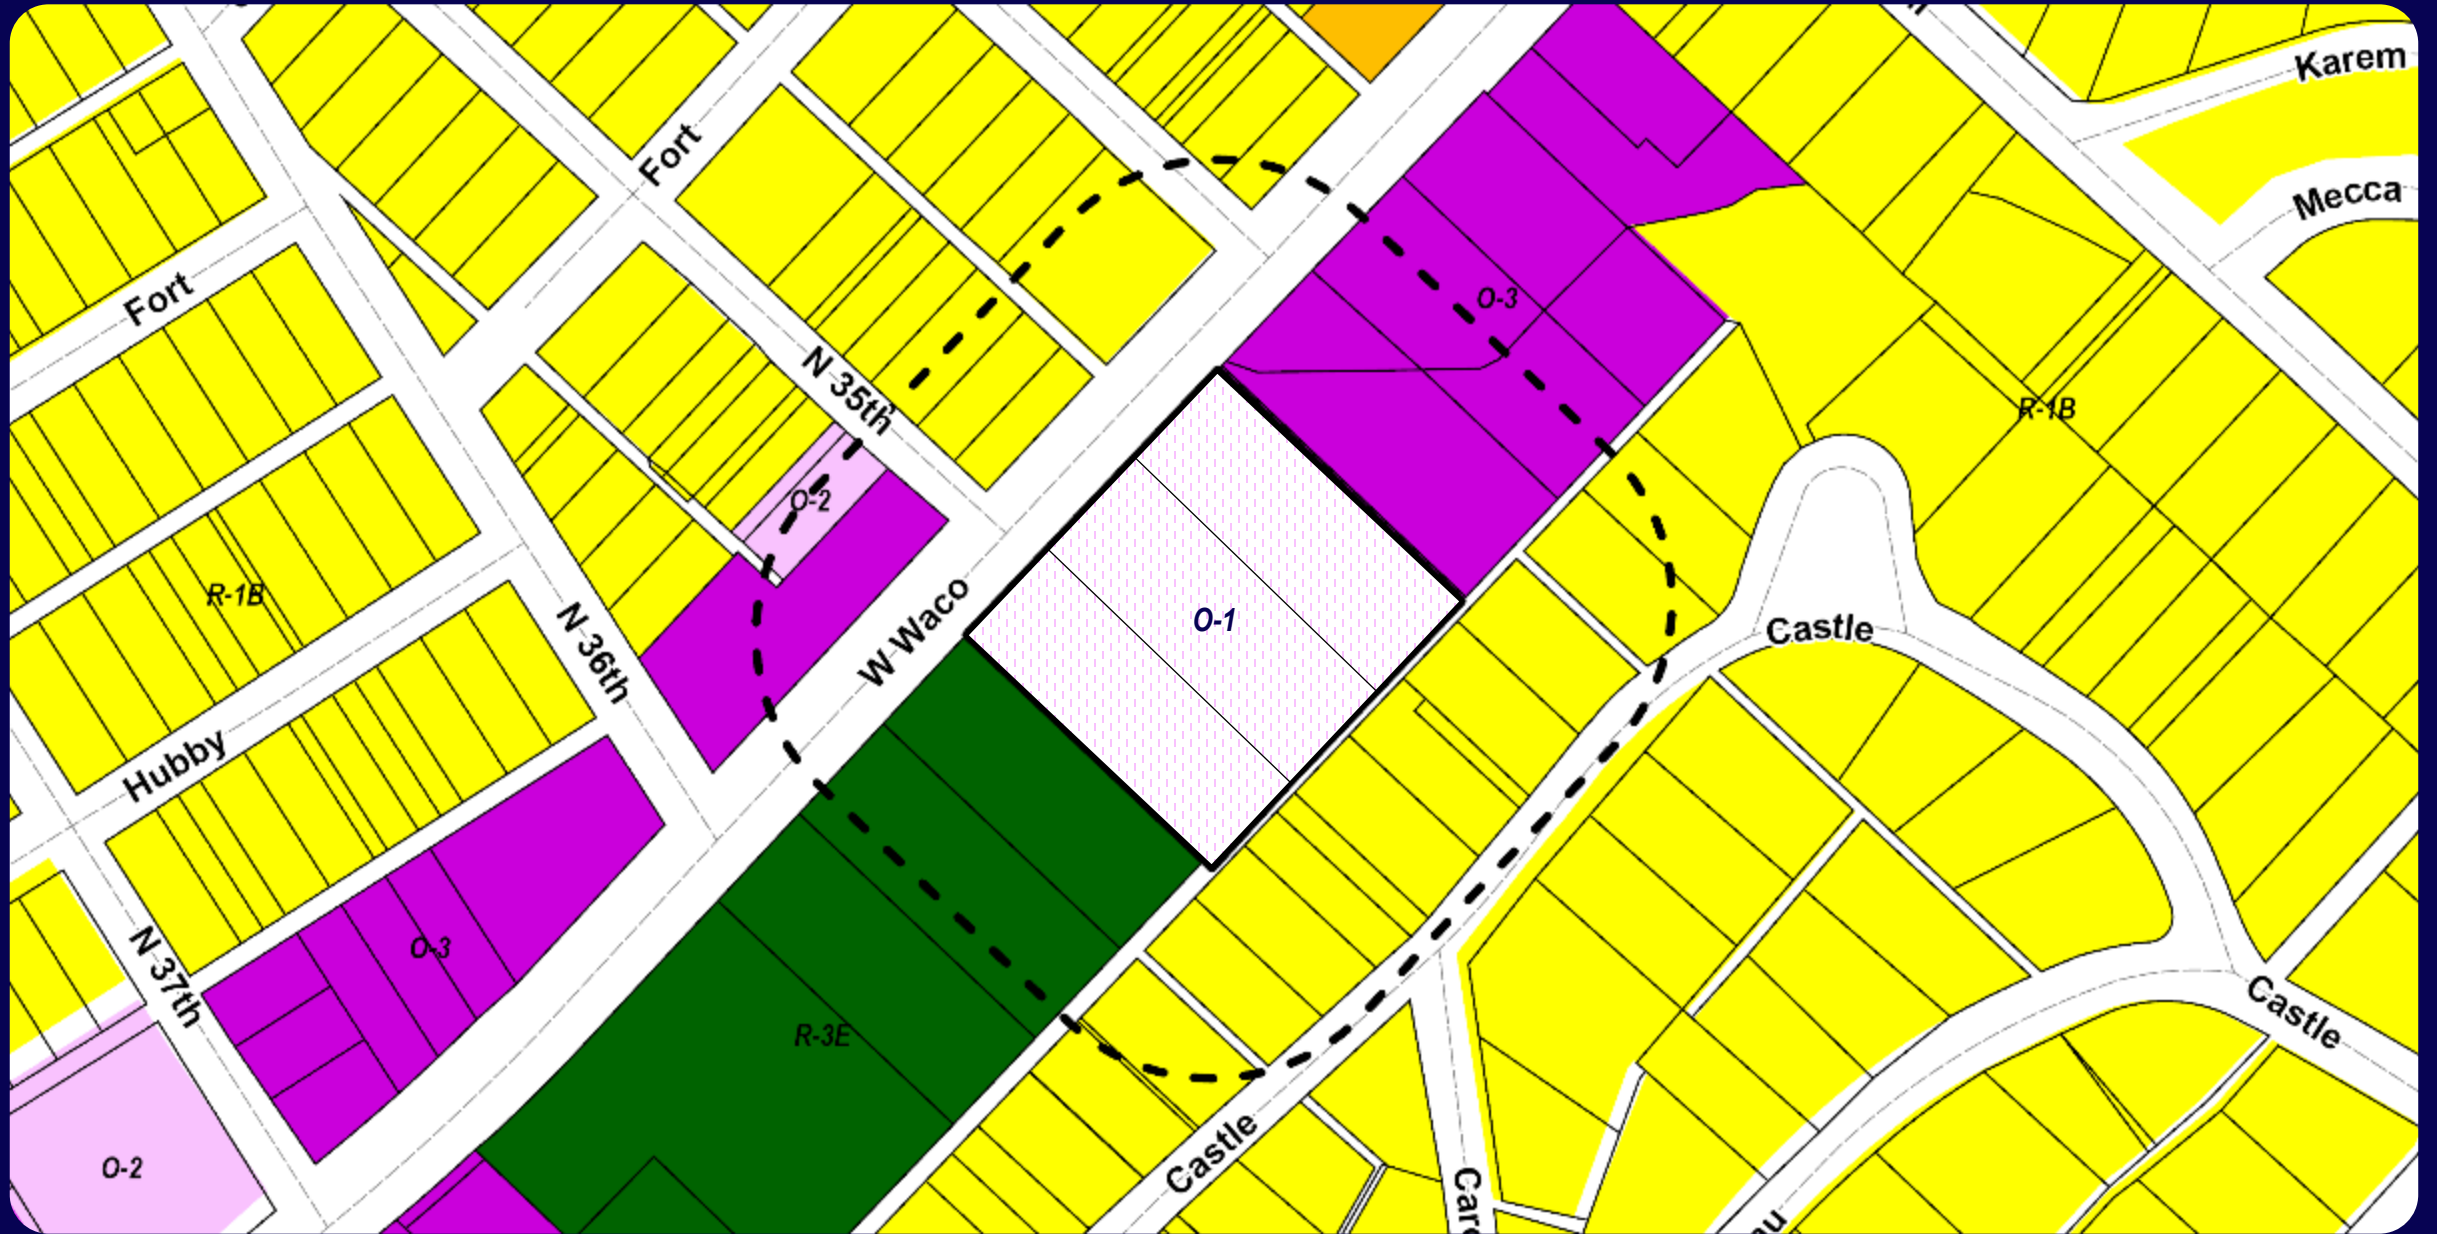 Karem
Fort
Mecca
Fort
O-3
N 35th
R-1B
O-2
R-1B
O-1
W Waco
N 36th
Castle
Hubby
O-3
N 37th
R-3E
Castle
O-2
Castle